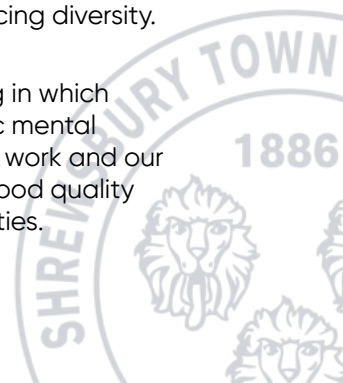 cing diversity.
g in which
c mental
work and our
ood quality
ties.
SHREWSBURY TOWN
1886